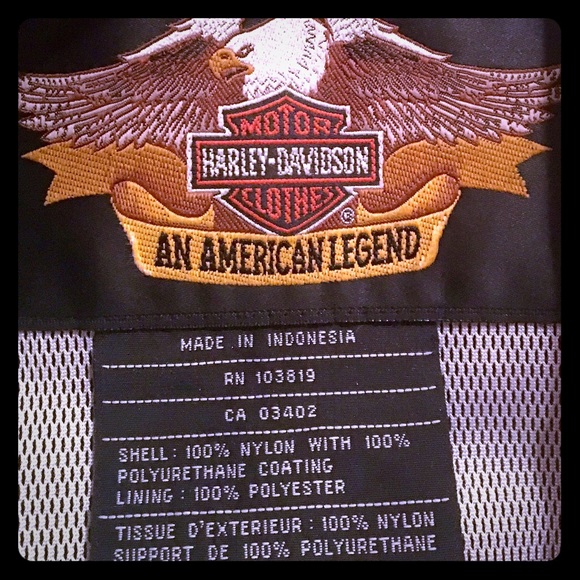 MOTOR
HARLEY-DAVIDSON
CLOTHES
®
AN AMERICAN LEGEND
MADE IN INDONESIA
RN 103819
CA 03402
SHELL: 100% NYLON WITH 100%
POLYURETHANE COATING
LINING: 100% POLYESTER
TISSUE D'EXTERIEUR: 100% NYLON
SUPPORT DE 100% POLYURETHANE